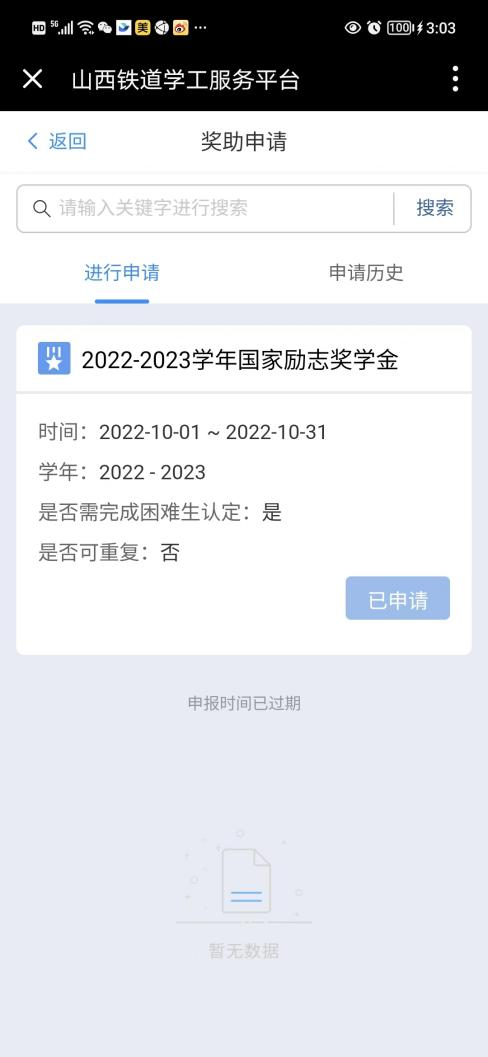 HD 5G 美 ... 100 3:03
山西铁道学工服务平台
返回 奖助申请
请输入关键字进行搜索 搜索
进行申请 申请历史
2022-2023学年国家励志奖学金
时间：2022-10-01 ~ 2022-10-31
学年：2022 - 2023
是否需完成困难生认定：是
是否可重复：否
已申请
申报时间已过期
暂无数据